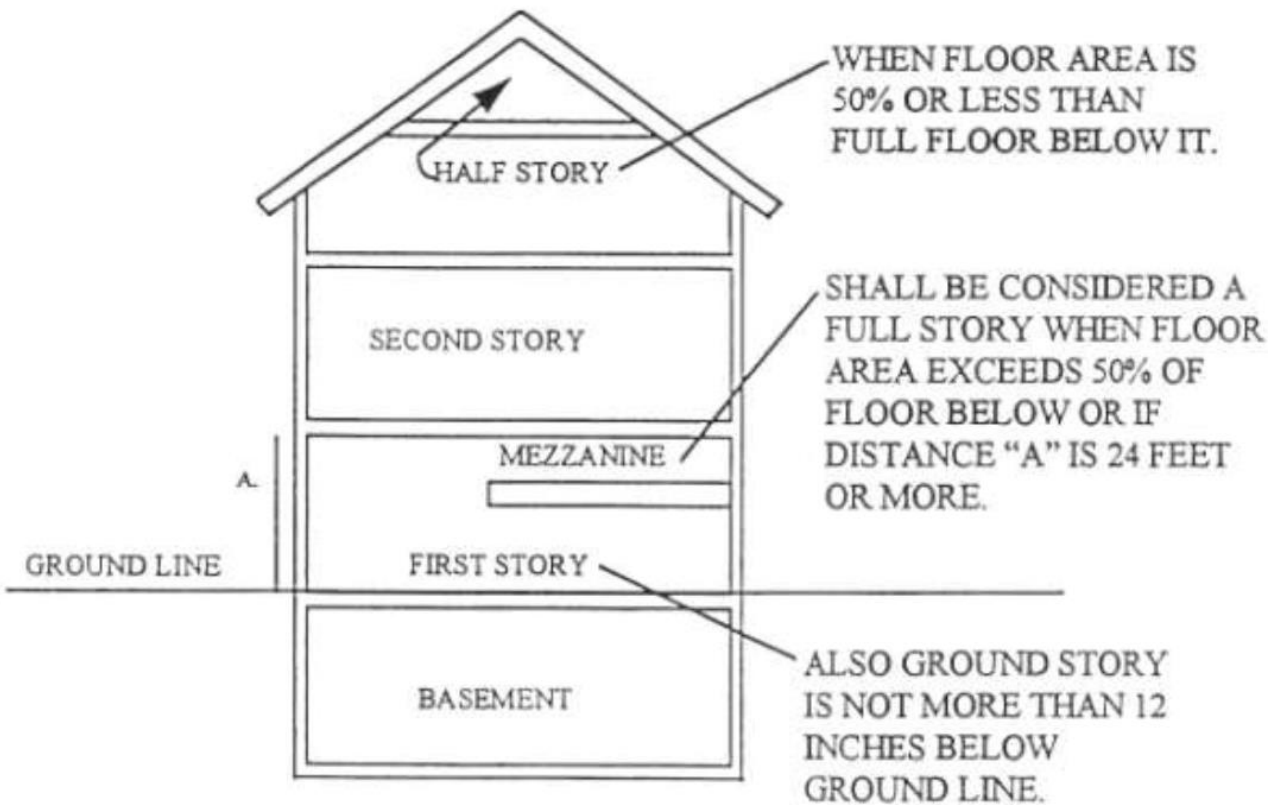 WHEN FLOOR AREA IS
50% OR LESS THAN
FULL FLOOR BELOW IT.
HALF STORY
SHALL BE CONSIDERED A
FULL STORY WHEN FLOOR
AREA EXCEEDS 50% OF
FLOOR BELOW OR IF
DISTANCE “A” IS 24 FEET
OR MORE.
SECOND STORY
MEZZANINE
A.
GROUND LINE
FIRST STORY
ALSO GROUND STORY
IS NOT MORE THAN 12
INCHES BELOW
GROUND LINE.
BASEMENT